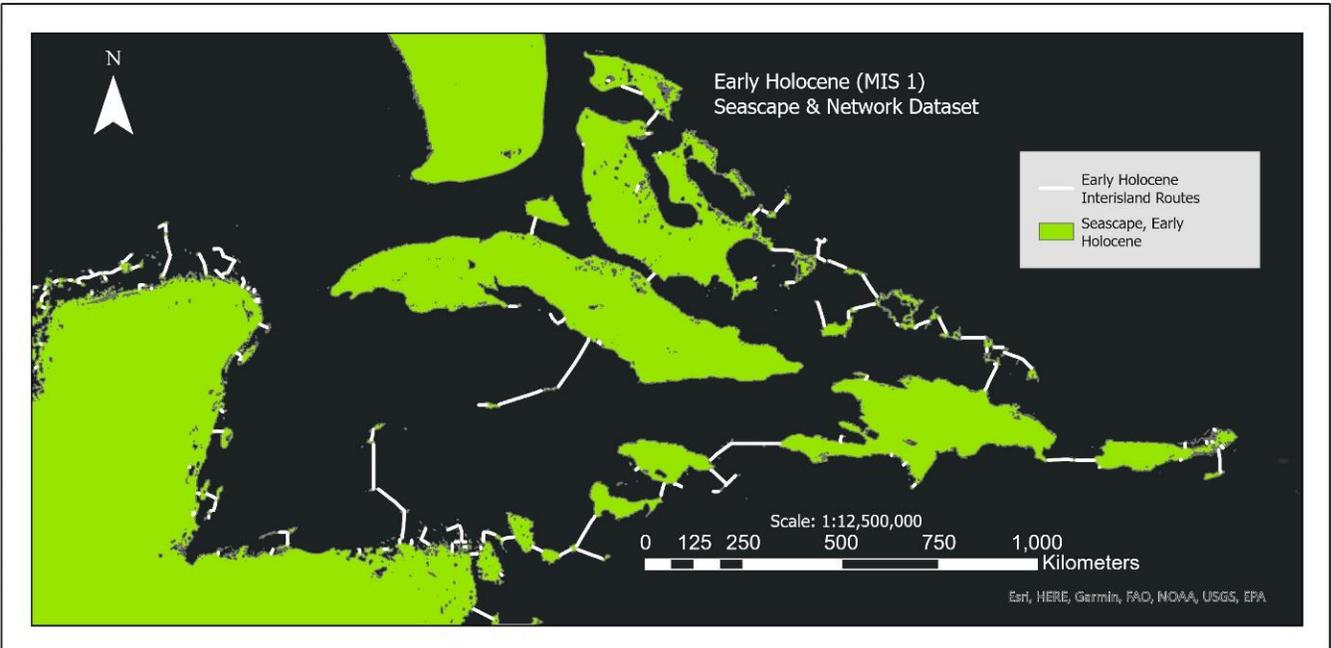 N
Early Holocene (MIS 1)
Seascape & Network Dataset
Early Holocene
Interisland Routes
Seascape, Early
Holocene
Scale: 1:12,500,000
0 125 250 500 750 1,000
Kilometers
Esri, HERE, Garmin, FAO, NOAA, USGS, EPA